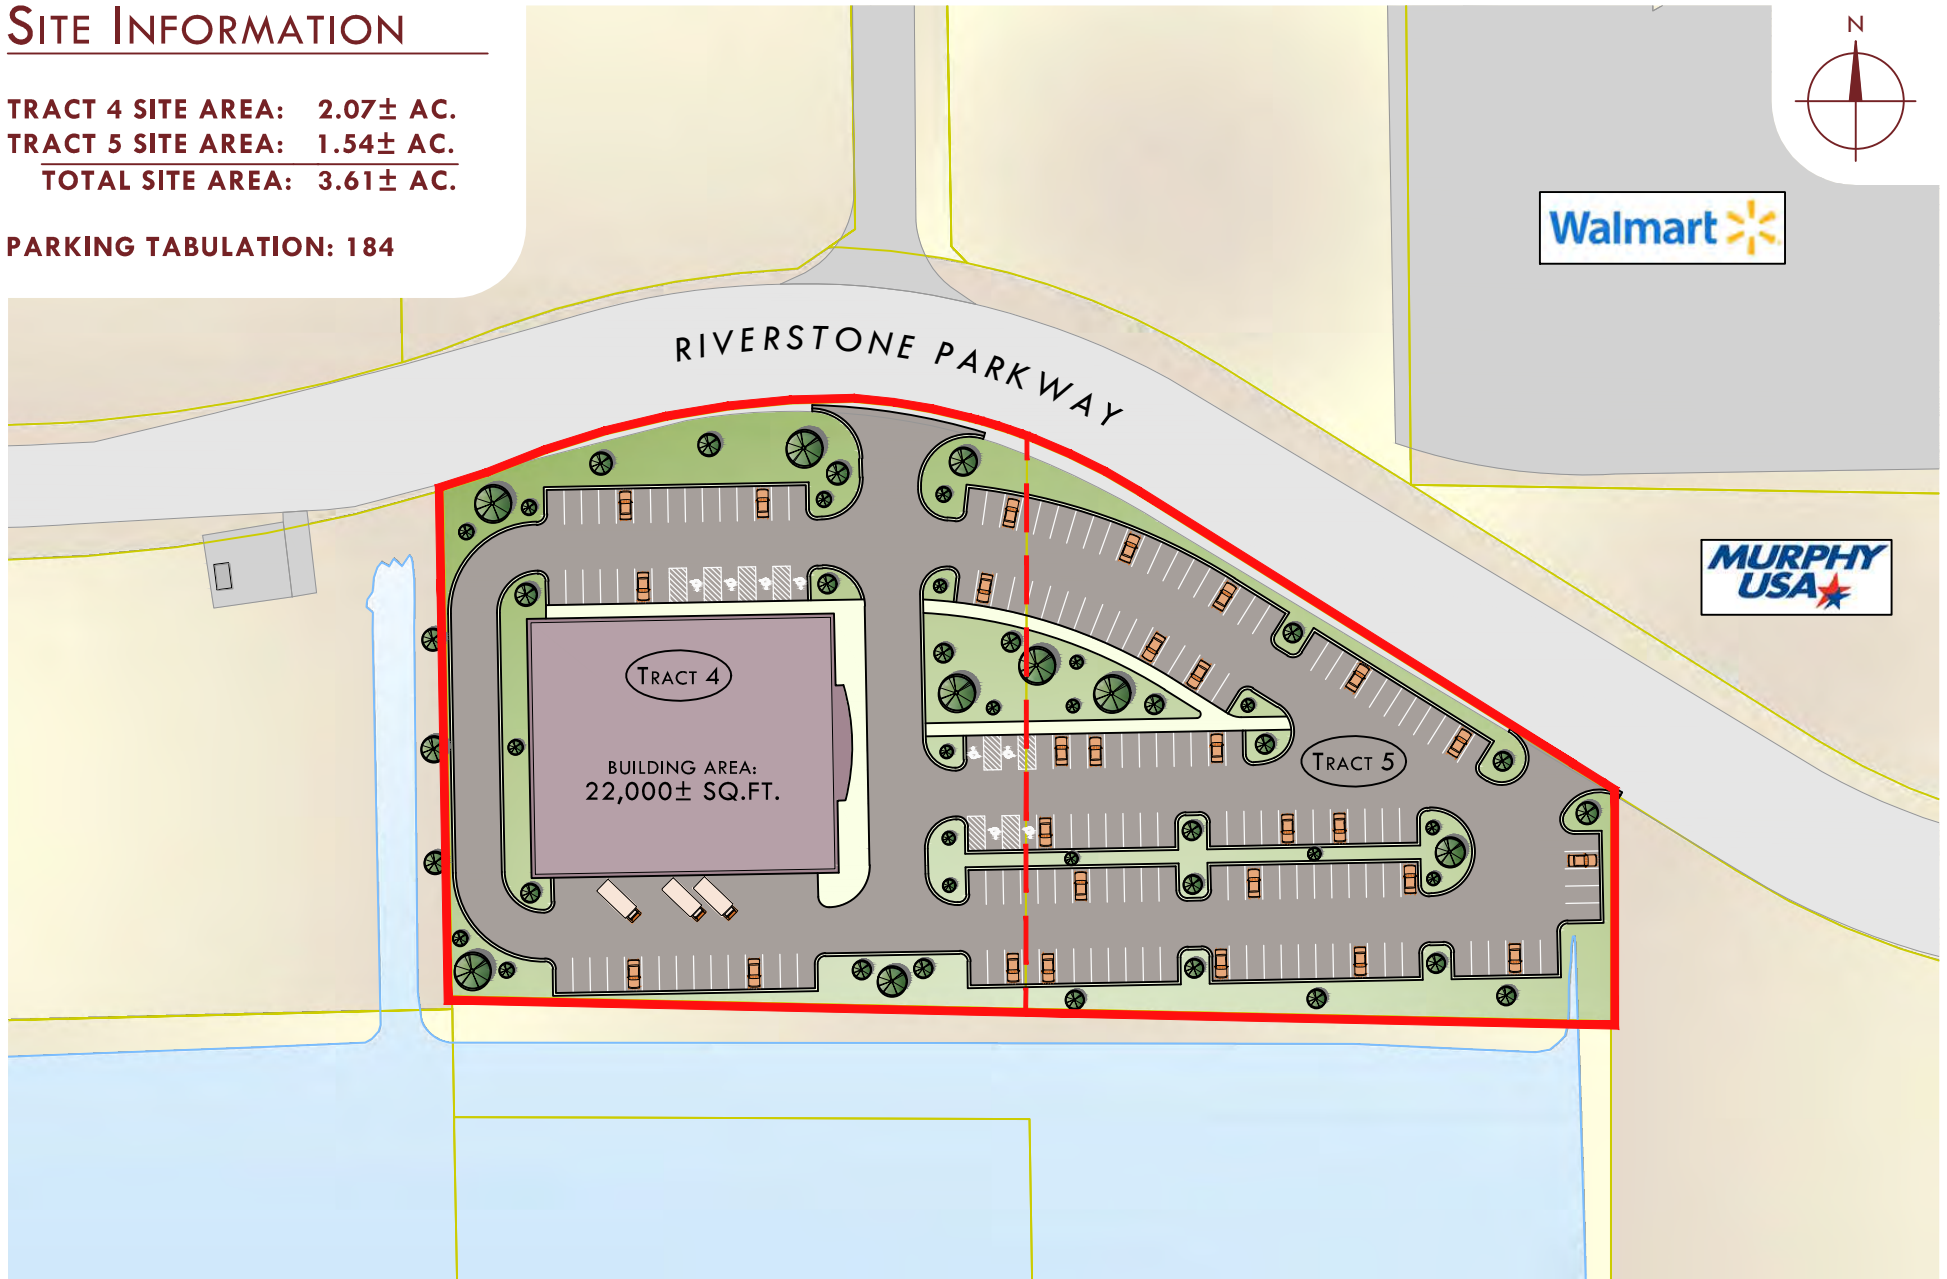 SITE INFORMATION
TRACT 4 SITE AREA: 2.07± AC.
TRACT 5 SITE AREA: 1.54± AC.
TOTAL SITE AREA: 3.61± AC.
PARKING TABULATION: 184
N
Walmart
RIVERSTONE PARKWAY
MURPHY
USA
TRACT 4
BUILDING AREA:
22,000± SQ.FT.
TRACT 5